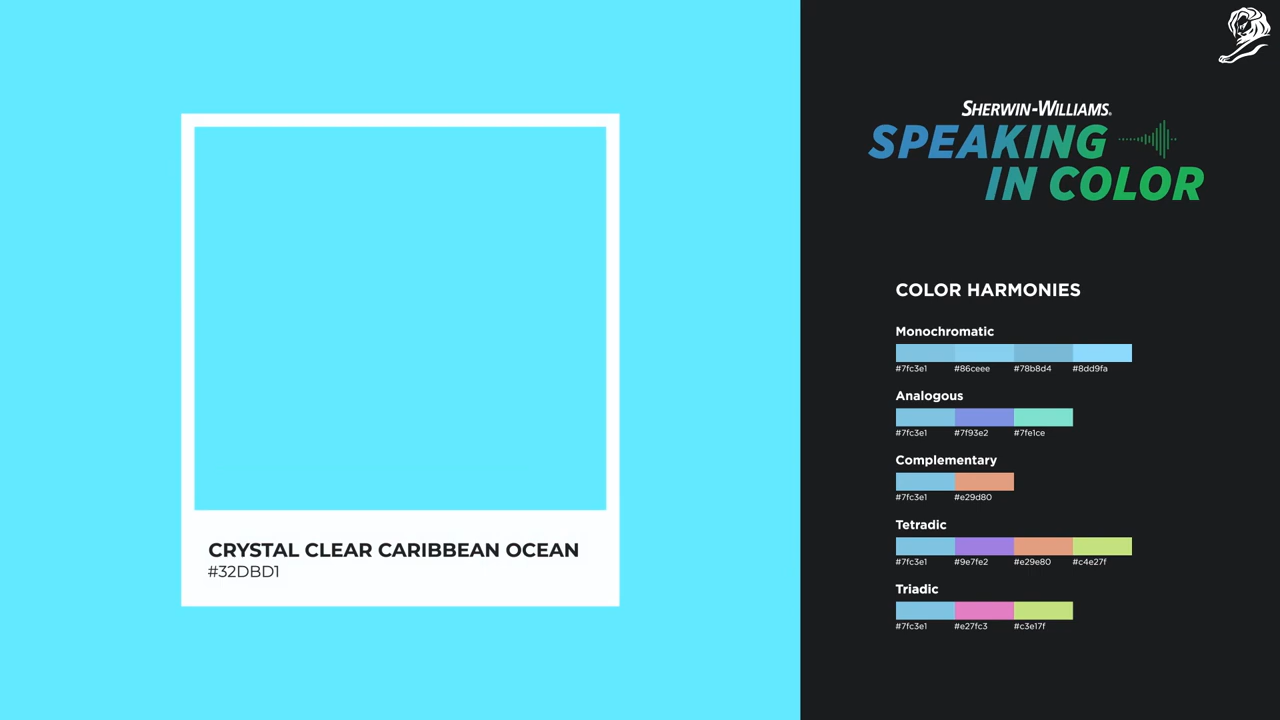 CRYSTAL CLEAR CARIBBEAN OCEAN
#32DBD1
SHERWIN-WILLIAMS®
SPEAKING
IN COLOR
COLOR HARMONIES
Monochromatic
#7fc3e1 #86ceee #78b8d4 #8dd9fa
Analogous
#7fc3e1 #7f93e2 #7fe1ce
Complementary
#7fc3e1 #e29d80
Tetradic
#7fc3e1 #9e7fe2 #e29e80 #c4e27f
Triadic
#7fc3e1 #e27fc3 #c3e17f